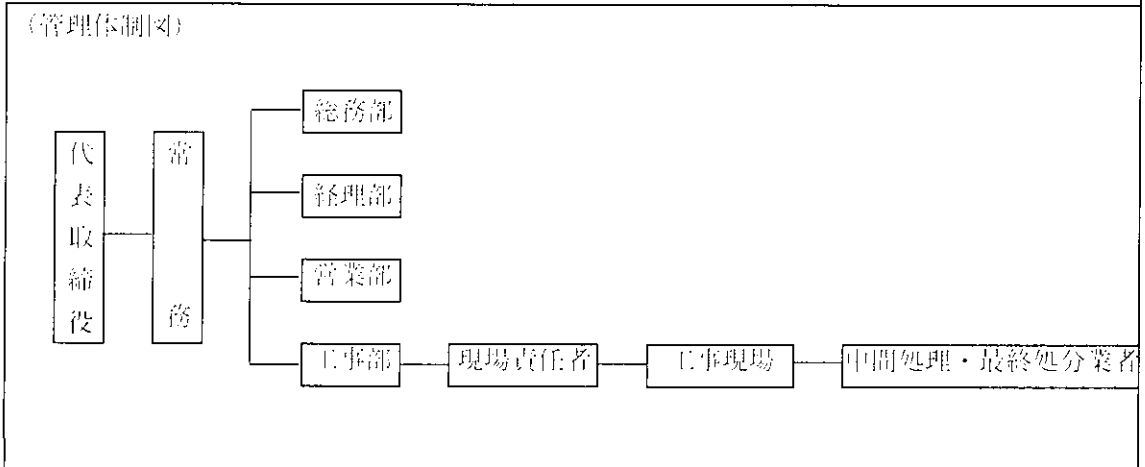 (管理体制図)
代表取締役
常務
総務部
経理部
営業部
工事部
現場責任者
工事現場
中間処理・最終処分業者